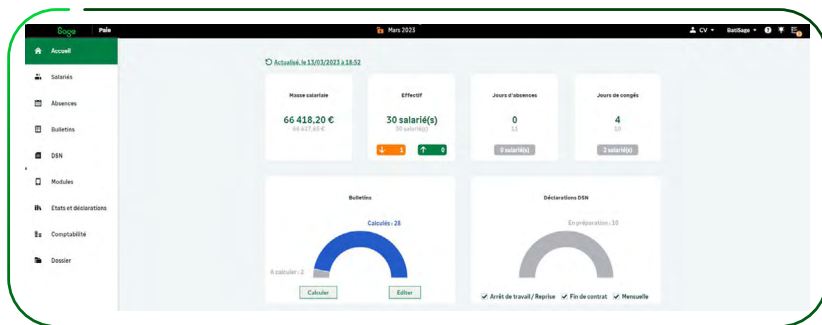 Sage Paie Mars 2023 CV BatiSage
Accueil
Salariés
Absences
Bulletins
DSN
Modules
Etats et déclarations
Comptabilité
Dossier
Actualisé, le 13/03/2023 à 18:52
Masse salariale
66 418,20 €
Effectif
30 salarié(s)
30 salarié(s)
1 0
Jours d'absences
0
11
0 salarié(s)
Jours de congés
4
10
3 salarié(s)
Bulletins
Calculés : 28
A calculer : 2
Calculer Editer
Déclarations DSN
En préparation : 10
Arrêt de travail / Reprise Fin de contrat Mensuelle